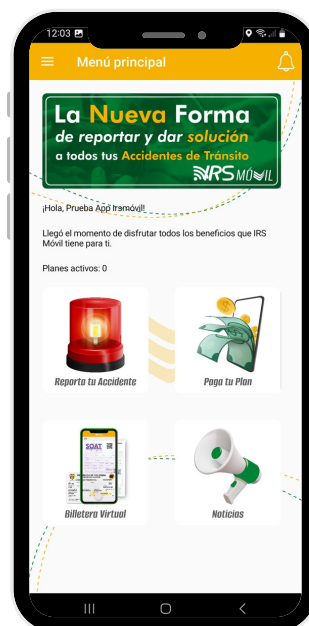 12:03
Menú principal
La Nueva Forma
de reportar y dar solución
a todos tus Accidentes de Tránsito
IRS MÓVIL
¡Hola, Prueba App Irsmóvil!
Llegó el momento de disfrutar todos los beneficios que IRS
Móvil tiene para ti.
Planes activos: 0
Reporta tu Accidente
Paga tu Plan
SOAT
Billetera Virtual
Noticias